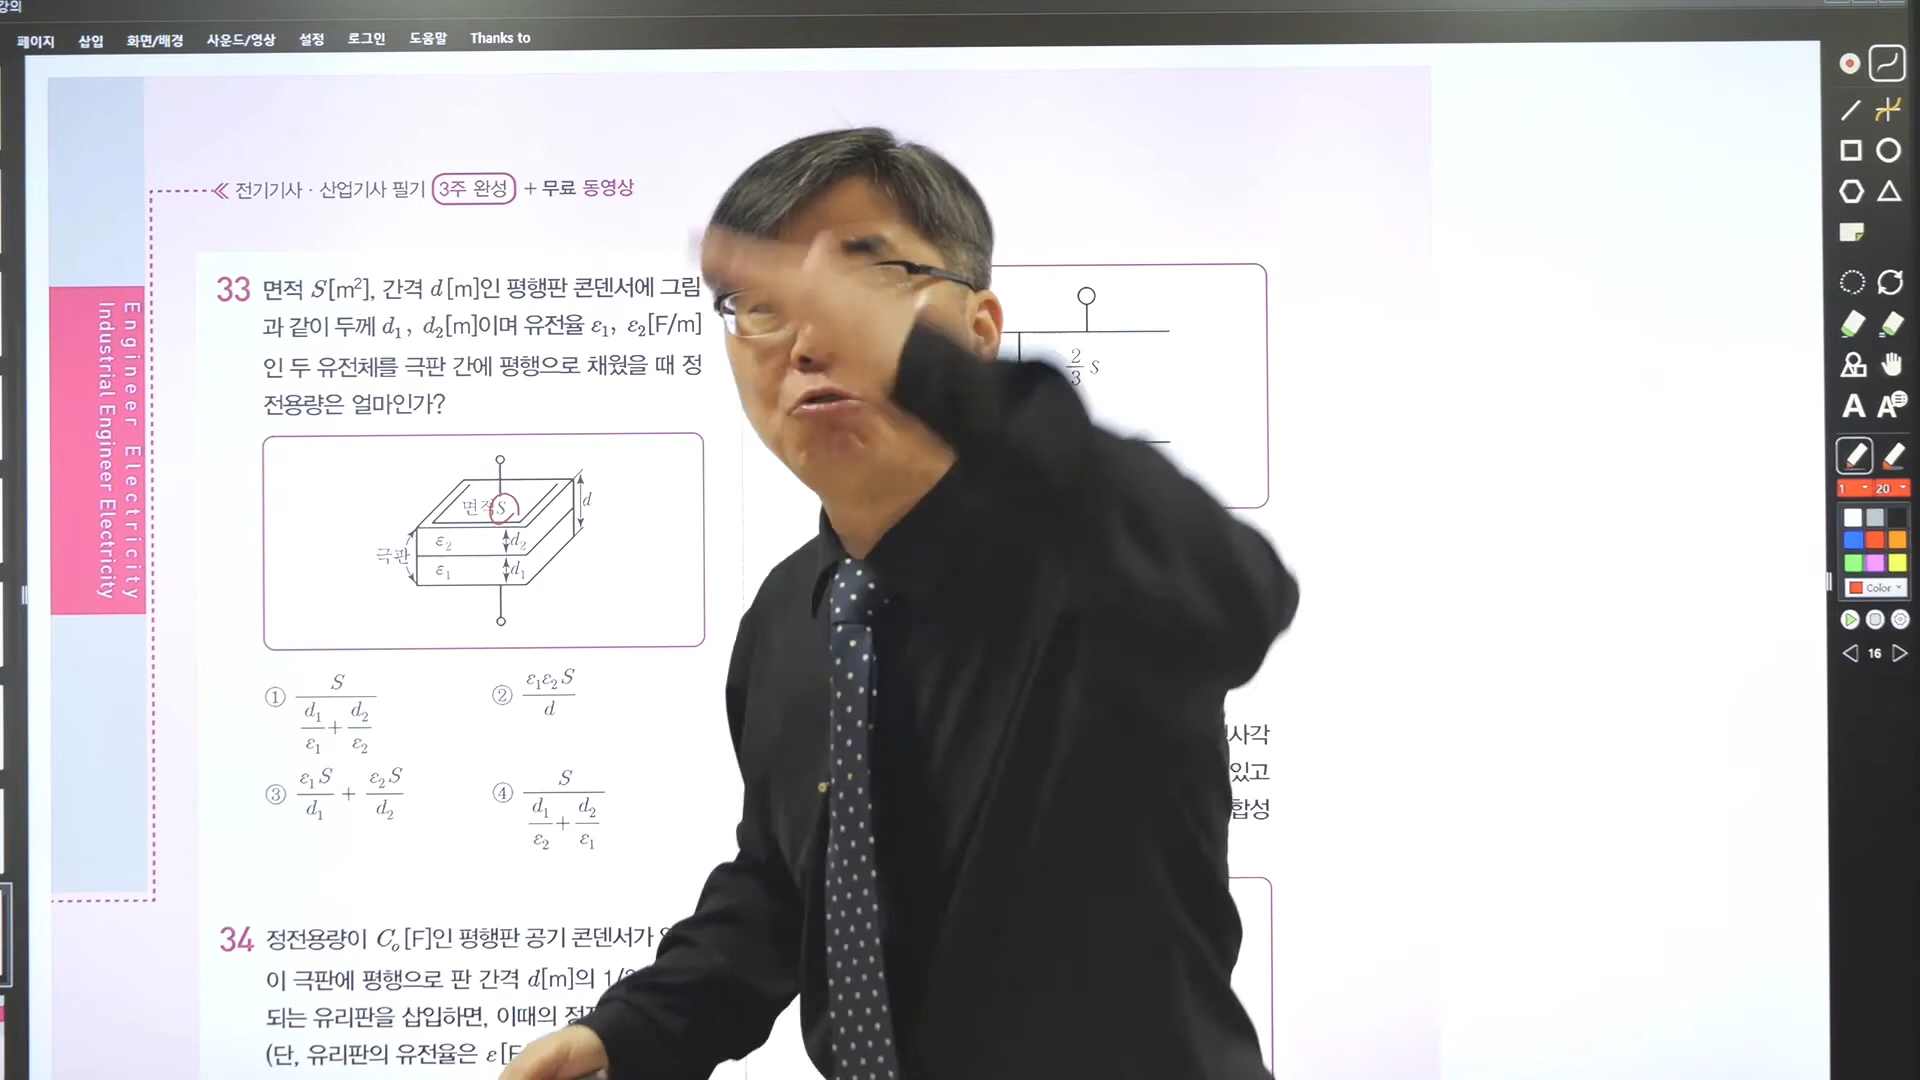 강의
페이지 삽입 화면/배경 사운드/영상 설정 로그인 도움말 Thanks to
≪ 전기기사 · 산업기사 필기 3주 완성 + 무료 동영상
Engineer Electricity
Industrial Engineer Electricity
33 면적 S[m²], 간격 d[m]인 평행판 콘덴서에 그림
과 같이 두께 d₁, d₂[m]이며 유전율 ε₁, ε₂[F/m]
인 두 유전체를 극판 간에 평행으로 채웠을 때 정
전용량은 얼마인가?
면적S
d
ε₂ d₂
극판
ε₁ d₁
① S/(d₁/ε₁ + d₂/ε₂) ② ε₁ε₂S/d
③ ε₁S/d₁ + ε₂S/d₂ ④ S/(d₁/ε₂ + d₂/ε₁)
34 정전용량이 Cₒ[F]인 평행판 공기 콘덴서가
이 극판에 평행으로 판 간격 d[m]의
되는 유리판을 삽입하면, 이때의
(단, 유리판의 유전율은 ε
2/3 S
사각
있고
합성
1 20
Color
16